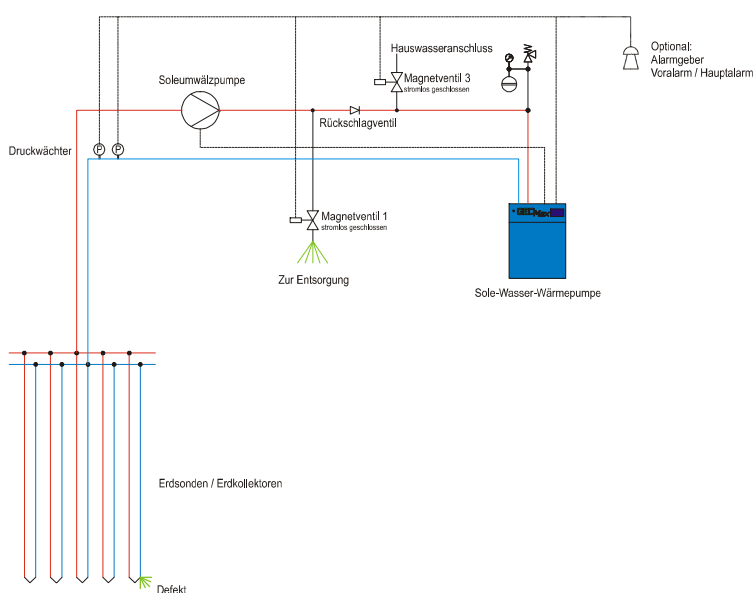 Hauswasseranschluss
Optional:
Alarmgeber
Voralarm / Hauptalarm
Soleumwälzpumpe
Magnetventil 3
stromlos geschlossen
Rückschlagventil
Druckwächter
P P
Magnetventil 1
stromlos geschlossen
Zur Entsorgung
Sole-Wasser-Wärmepumpe
Erdsonden / Erdkollektoren
Defekt